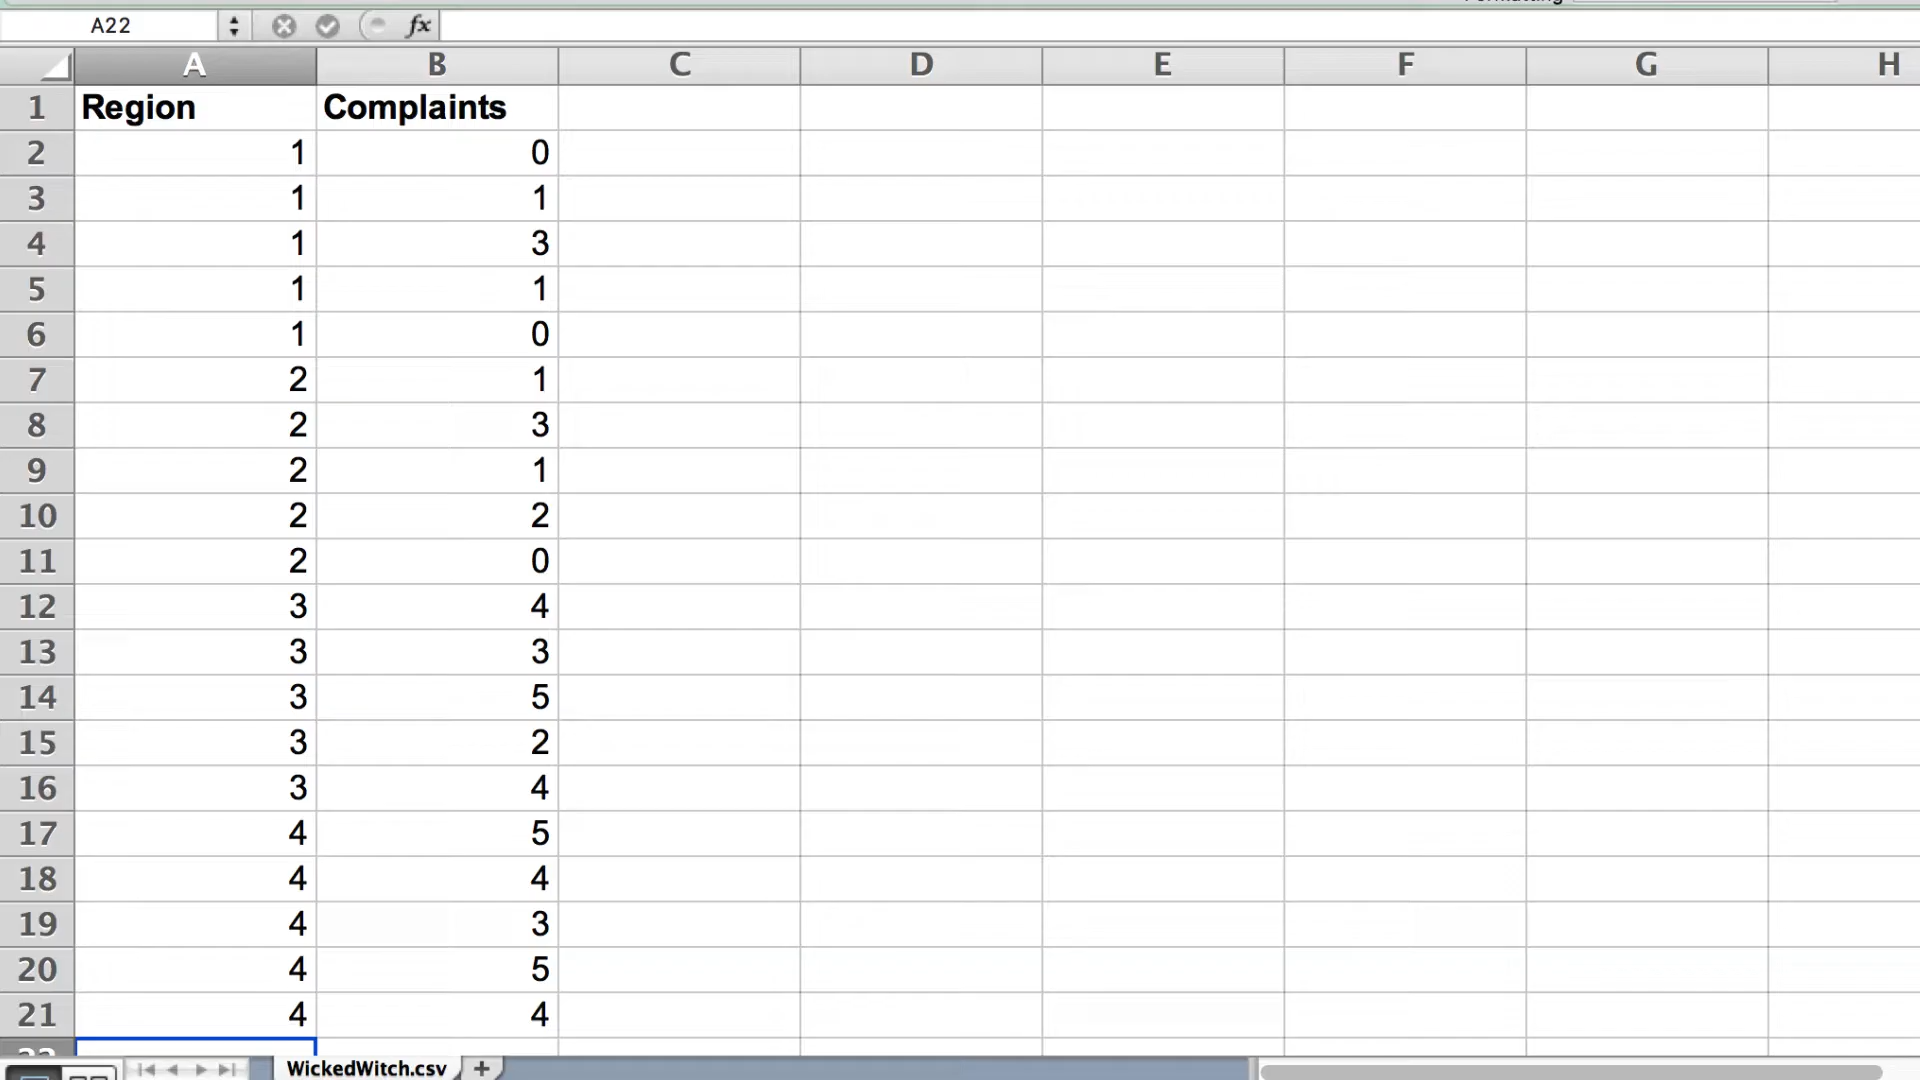 Formatting
A22 fx
A B C D E F G H
1 Region Complaints
2 1 0
3 1 1
4 1 3
5 1 1
6 1 0
7 2 1
8 2 3
9 2 1
10 2 2
11 2 0
12 3 4
13 3 3
14 3 5
15 3 2
16 3 4
17 4 5
18 4 4
19 4 3
20 4 5
21 4 4
22
WickedWitch.csv +